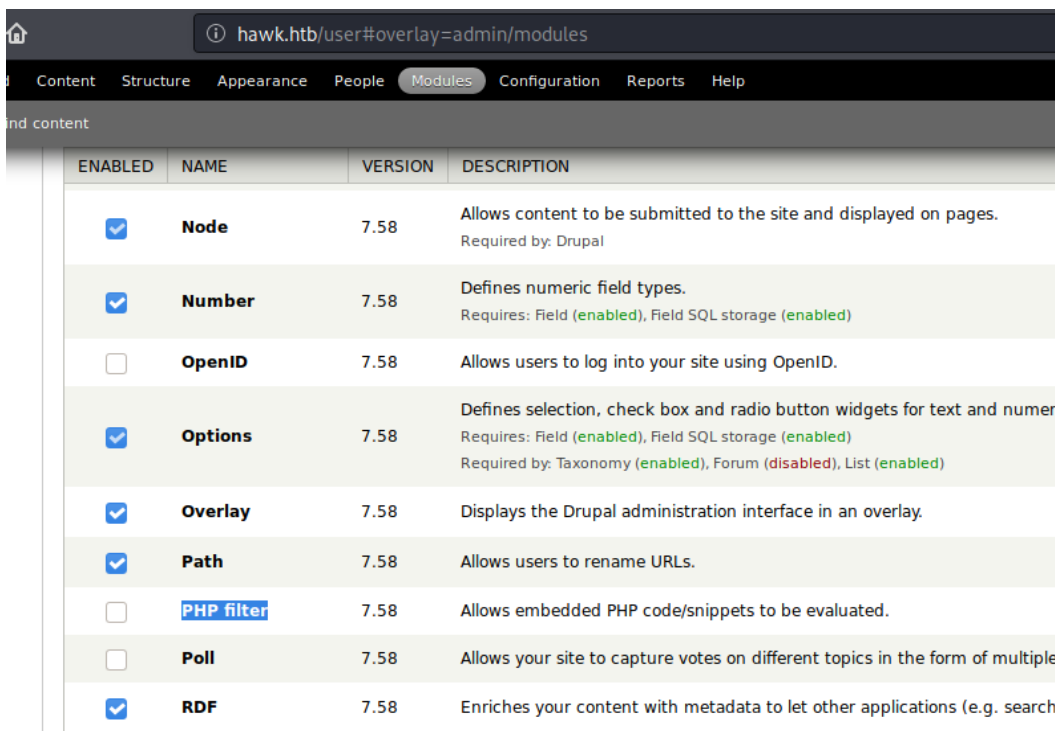 hawk.htb/user#overlay=admin/modules
Content Structure Appearance People Modules Configuration Reports Help
ind content
ENABLED NAME VERSION DESCRIPTION
Node 7.58 Allows content to be submitted to the site and displayed on pages.
Required by: Drupal
Number 7.58 Defines numeric field types.
Requires: Field (enabled), Field SQL storage (enabled)
OpenID 7.58 Allows users to log into your site using OpenID.
Options 7.58 Defines selection, check box and radio button widgets for text and numer
Requires: Field (enabled), Field SQL storage (enabled)
Required by: Taxonomy (enabled), Forum (disabled), List (enabled)
Overlay 7.58 Displays the Drupal administration interface in an overlay.
Path 7.58 Allows users to rename URLs.
PHP filter 7.58 Allows embedded PHP code/snippets to be evaluated.
Poll 7.58 Allows your site to capture votes on different topics in the form of multiple
RDF 7.58 Enriches your content with metadata to let other applications (e.g. search